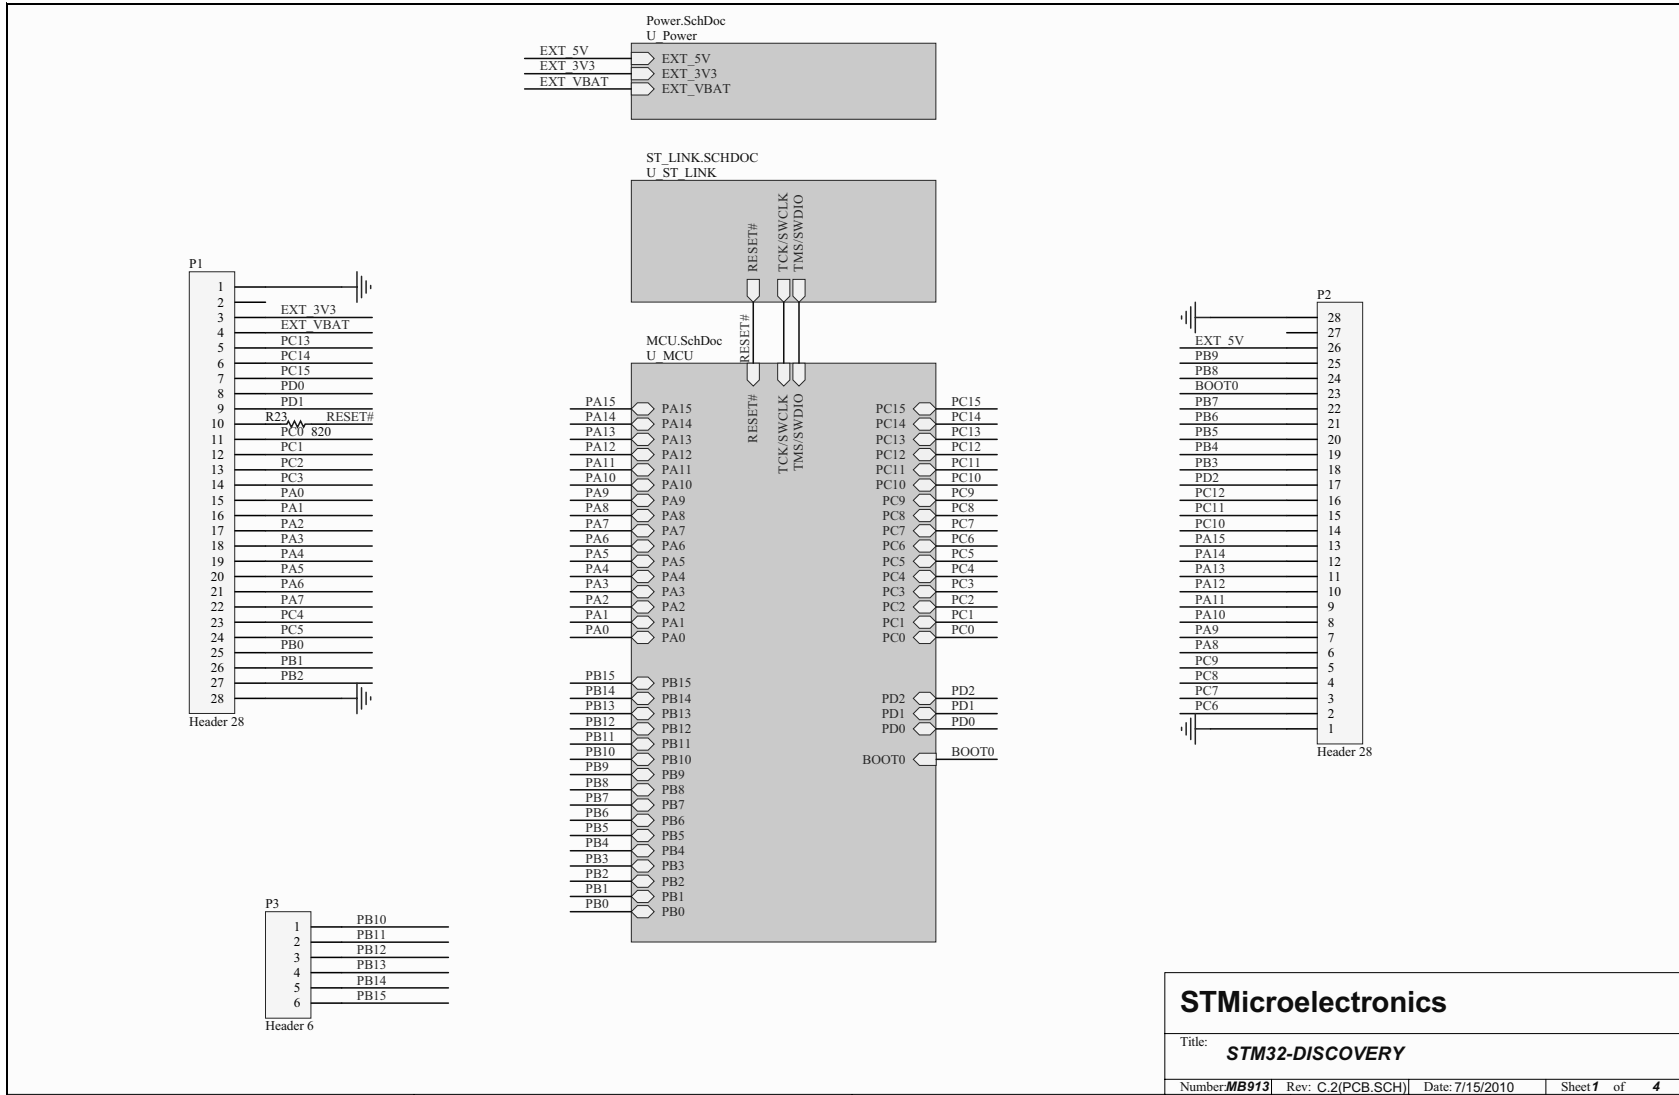 Power.SchDoc
U_Power
EXT_5V
EXT_3V3
EXT_VBAT
EXT_5V
EXT_3V3
EXT_VBAT
ST_LINK.SCHDOC
U_ST_LINK
RESET#
TCK/SWCLK
TMS/SWDIO
RESET#
MCU.SchDoc
U_MCU
RESET#
TCK/SWCLK
TMS/SWDIO
PA15 PA15
PA14 PA14
PA13 PA13
PA12 PA12
PA11 PA11
PA10 PA10
PA9 PA9
PA8 PA8
PA7 PA7
PA6 PA6
PA5 PA5
PA4 PA4
PA3 PA3
PA2 PA2
PA1 PA1
PA0 PA0
PB15 PB15
PB14 PB14
PB13 PB13
PB12 PB12
PB11 PB11
PB10 PB10
PB9 PB9
PB8 PB8
PB7 PB7
PB6 PB6
PB5 PB5
PB4 PB4
PB3 PB3
PB2 PB2
PB1 PB1
PB0 PB0
PC15 PC15
PC14 PC14
PC13 PC13
PC12 PC12
PC11 PC11
PC10 PC10
PC9 PC9
PC8 PC8
PC7 PC7
PC6 PC6
PC5 PC5
PC4 PC4
PC3 PC3
PC2 PC2
PC1 PC1
PC0 PC0
PD2 PD2
PD1 PD1
PD0 PD0
BOOT0 BOOT0
P1
1
2
3 EXT_3V3
4 EXT_VBAT
5 PC13
6 PC14
7 PC15
8 PD0
9 PD1
10 R23 820 RESET#
11 PC0
12 PC1
13 PC2
14 PC3
15 PA0
16 PA1
17 PA2
18 PA3
19 PA4
20 PA5
21 PA6
22 PA7
23 PC4
24 PC5
25 PB0
26 PB1
27 PB2
28
Header 28
P2
28
27
EXT_5V 26
PB9 25
PB8 24
BOOT0 23
PB7 22
PB6 21
PB5 20
PB4 19
PB3 18
PD2 17
PC12 16
PC11 15
PC10 14
PA15 13
PA14 12
PA13 11
PA12 10
PA11 9
PA10 8
PA9 7
PA8 6
PC9 5
PC8 4
PC7 3
PC6 2
1
Header 28
P3
1 PB10
2 PB11
3 PB12
4 PB13
5 PB14
6 PB15
Header 6
STMicroelectronics
Title:
STM32-DISCOVERY
Number:MB913 Rev: C.2(PCB.SCH) Date:7/15/2010 Sheet 1 of 4